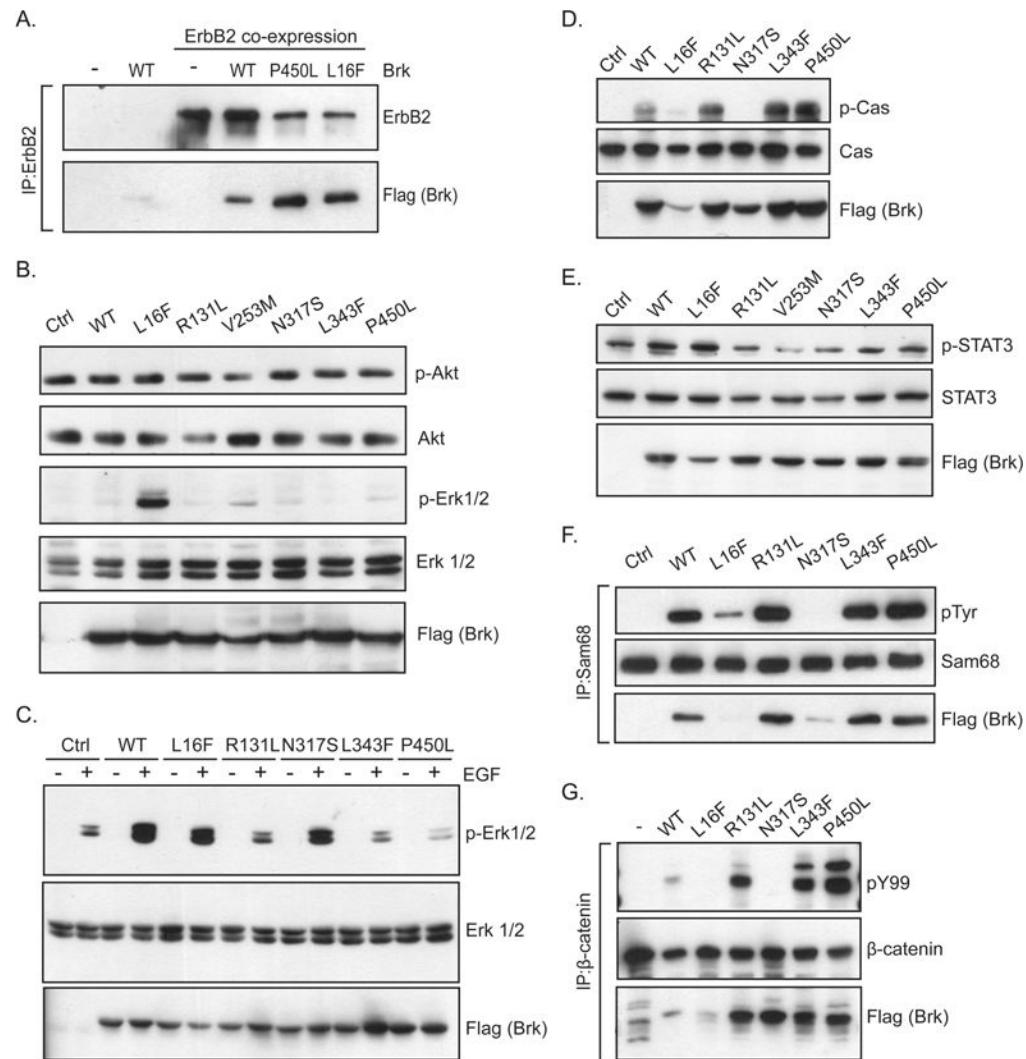 A.
ErbB2 co-expression
- WT - WT P450L L16F Brk
IP:ErbB2
ErbB2
Flag (Brk)
B.
Ctrl WT L16F R131L V253M N317S L343F P450L
p-Akt
Akt
p-Erk1/2
Erk 1/2
Flag (Brk)
C.
Ctrl WT L16F R131L N317S L343F P450L
- + - + - + - + - + - + - + EGF
p-Erk1/2
Erk 1/2
Flag (Brk)
D.
Ctrl WT L16F R131L N317S L343F P450L
p-Cas
Cas
Flag (Brk)
E.
Ctrl WT L16F R131L V253M N317S L343F P450L
p-STAT3
STAT3
Flag (Brk)
F.
Ctrl WT L16F R131L N317S L343F P450L
IP:Sam68
pTyr
Sam68
Flag (Brk)
G.
- WT L16F R131L N317S L343F P450L
IP:β-catenin
pY99
β-catenin
Flag (Brk)